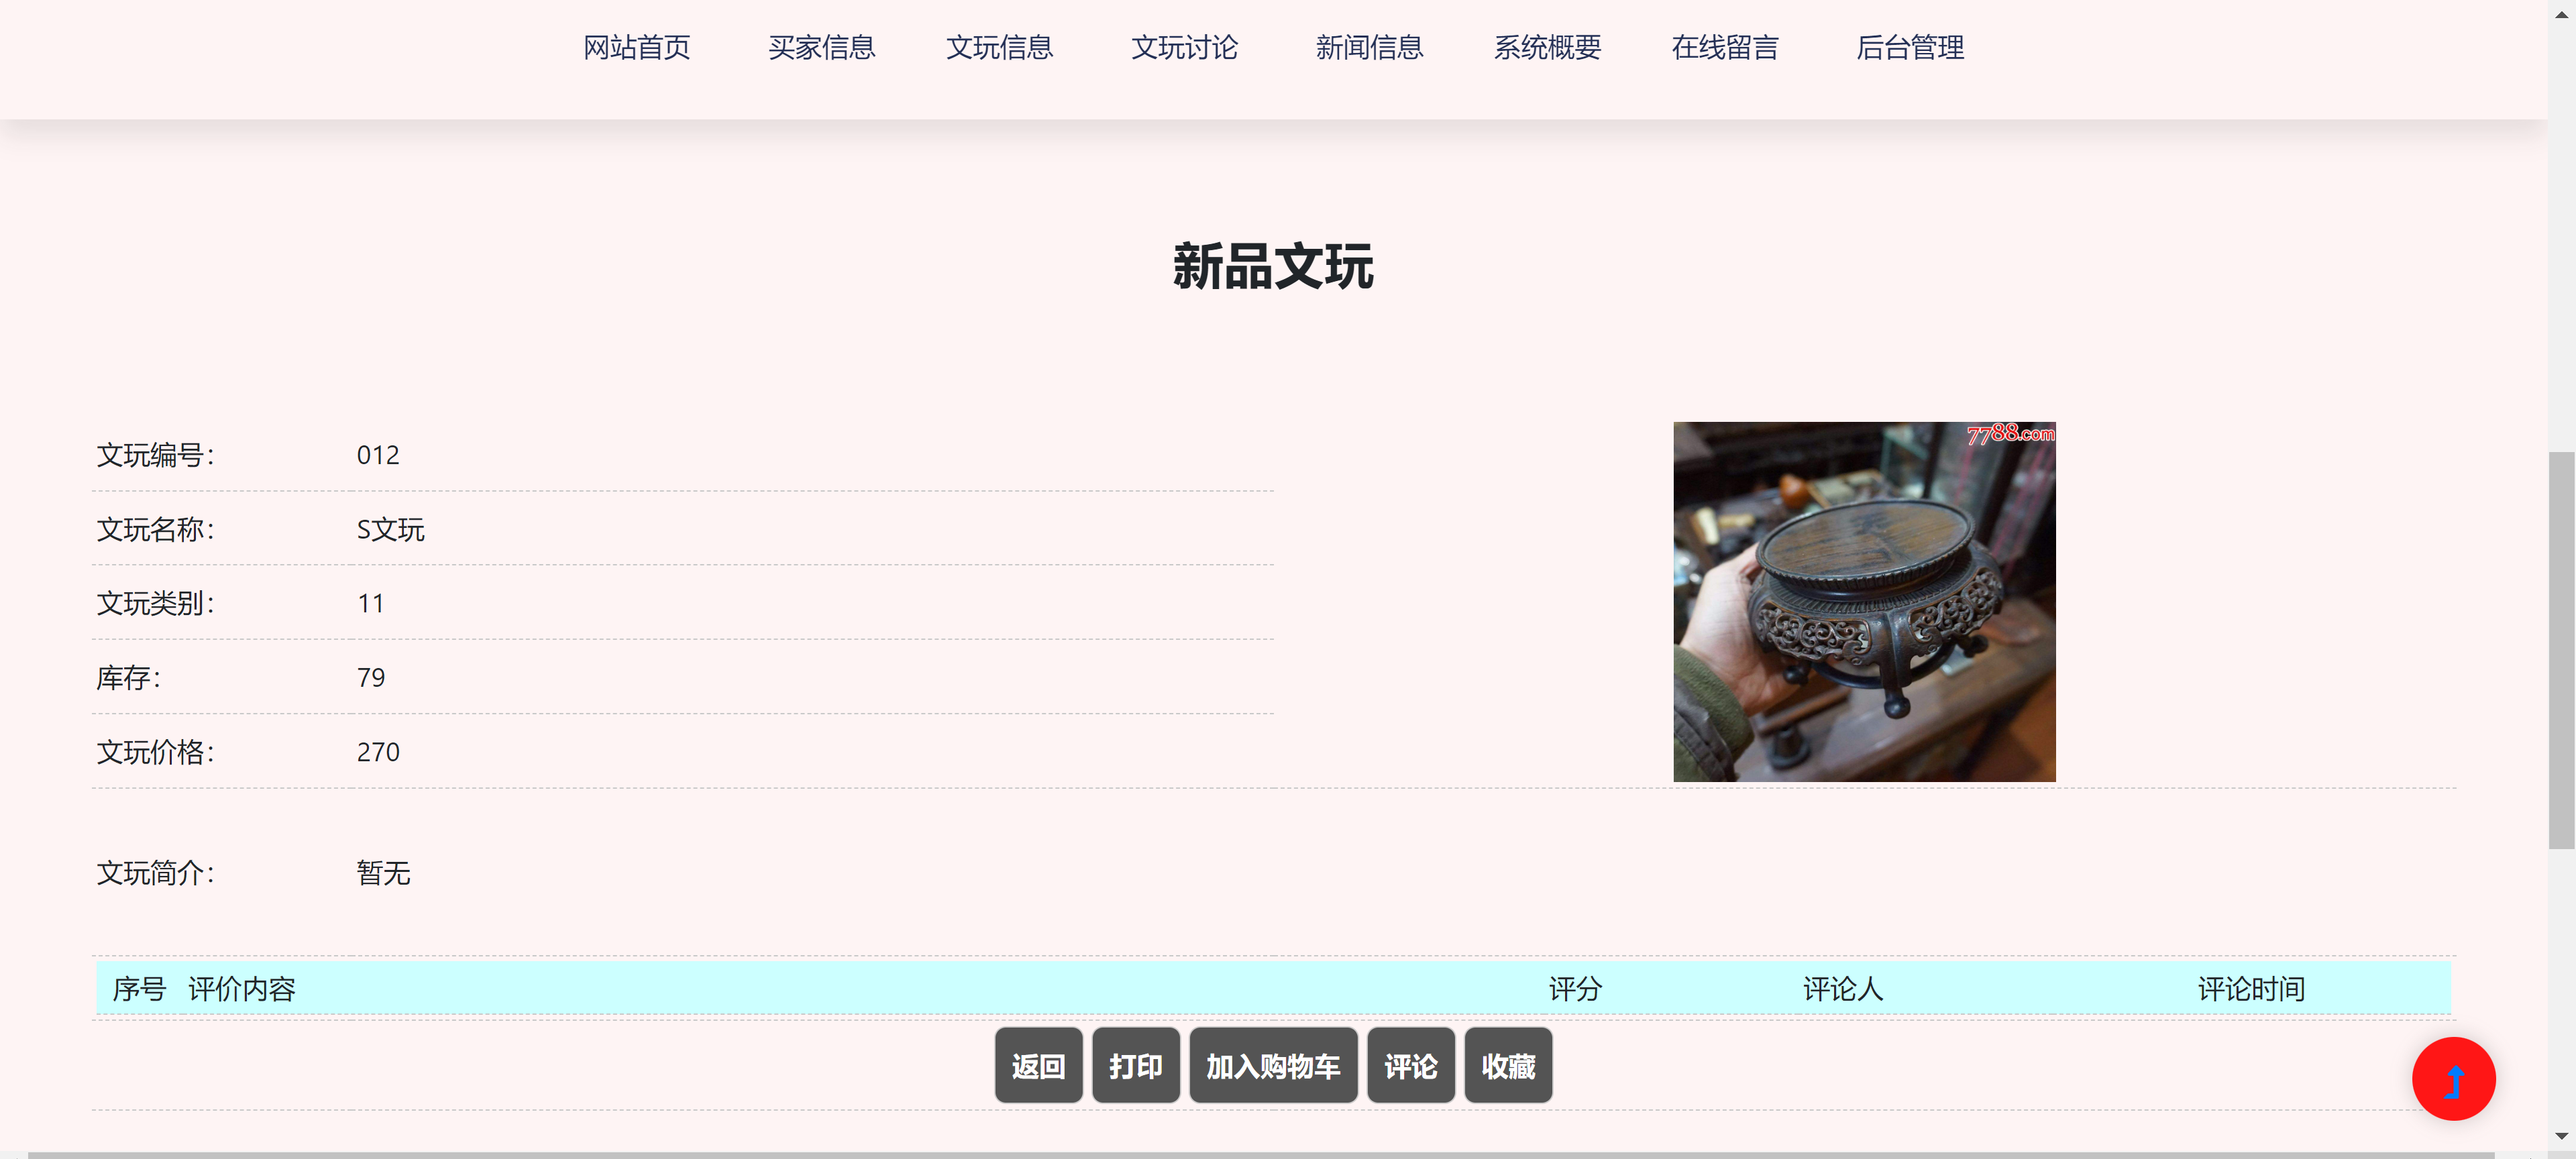 网站首页 买家信息 文玩信息 文玩讨论 新闻信息 系统概要 在线留言 后台管理
新品文玩
7788.com
文玩编号： 012
文玩名称： S文玩
文玩类别： 11
库存： 79
文玩价格： 270
文玩简介： 暂无
序号 评价内容 评分 评论人 评论时间
返回 打印 加入购物车 评论 收藏